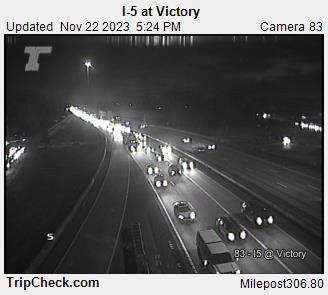 I-5 at Victory
Updated Nov 22 2023 5:24 PM Camera 83
T
S
83 - I5 @ Victory
TripCheck.com Milepost306.80